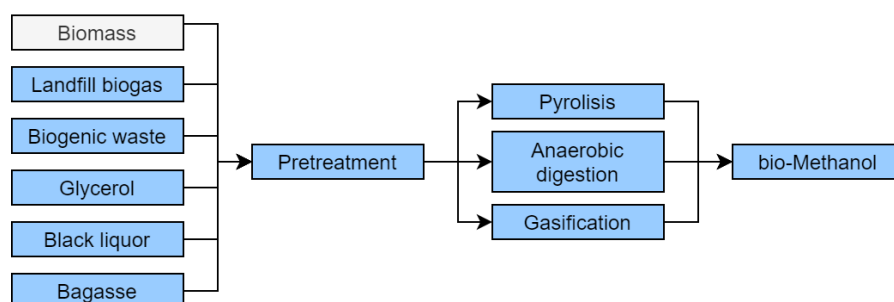 Biomass
Landfill biogas
Biogenic waste
Glycerol
Black liquor
Bagasse
Pretreatment
Pyrolisis
Anaerobic
digestion
Gasification
bio-Methanol